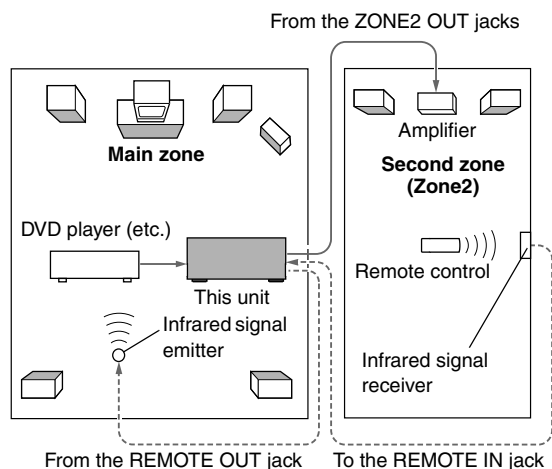 From the ZONE2 OUT jacks
Main zone
Amplifier
Second zone
(Zone2)
DVD player (etc.)
This unit
Remote control
Infrared signal
emitter
Infrared signal
receiver
From the REMOTE OUT jack
To the REMOTE IN jack